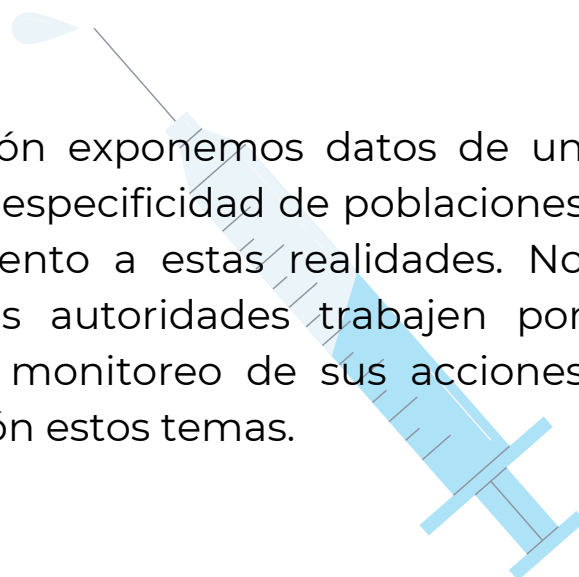 ón exponemos datos de un
especificidad de poblaciones
ento a estas realidades. No
s autoridades trabajen por
monitoreo de sus acciones
ón estos temas.